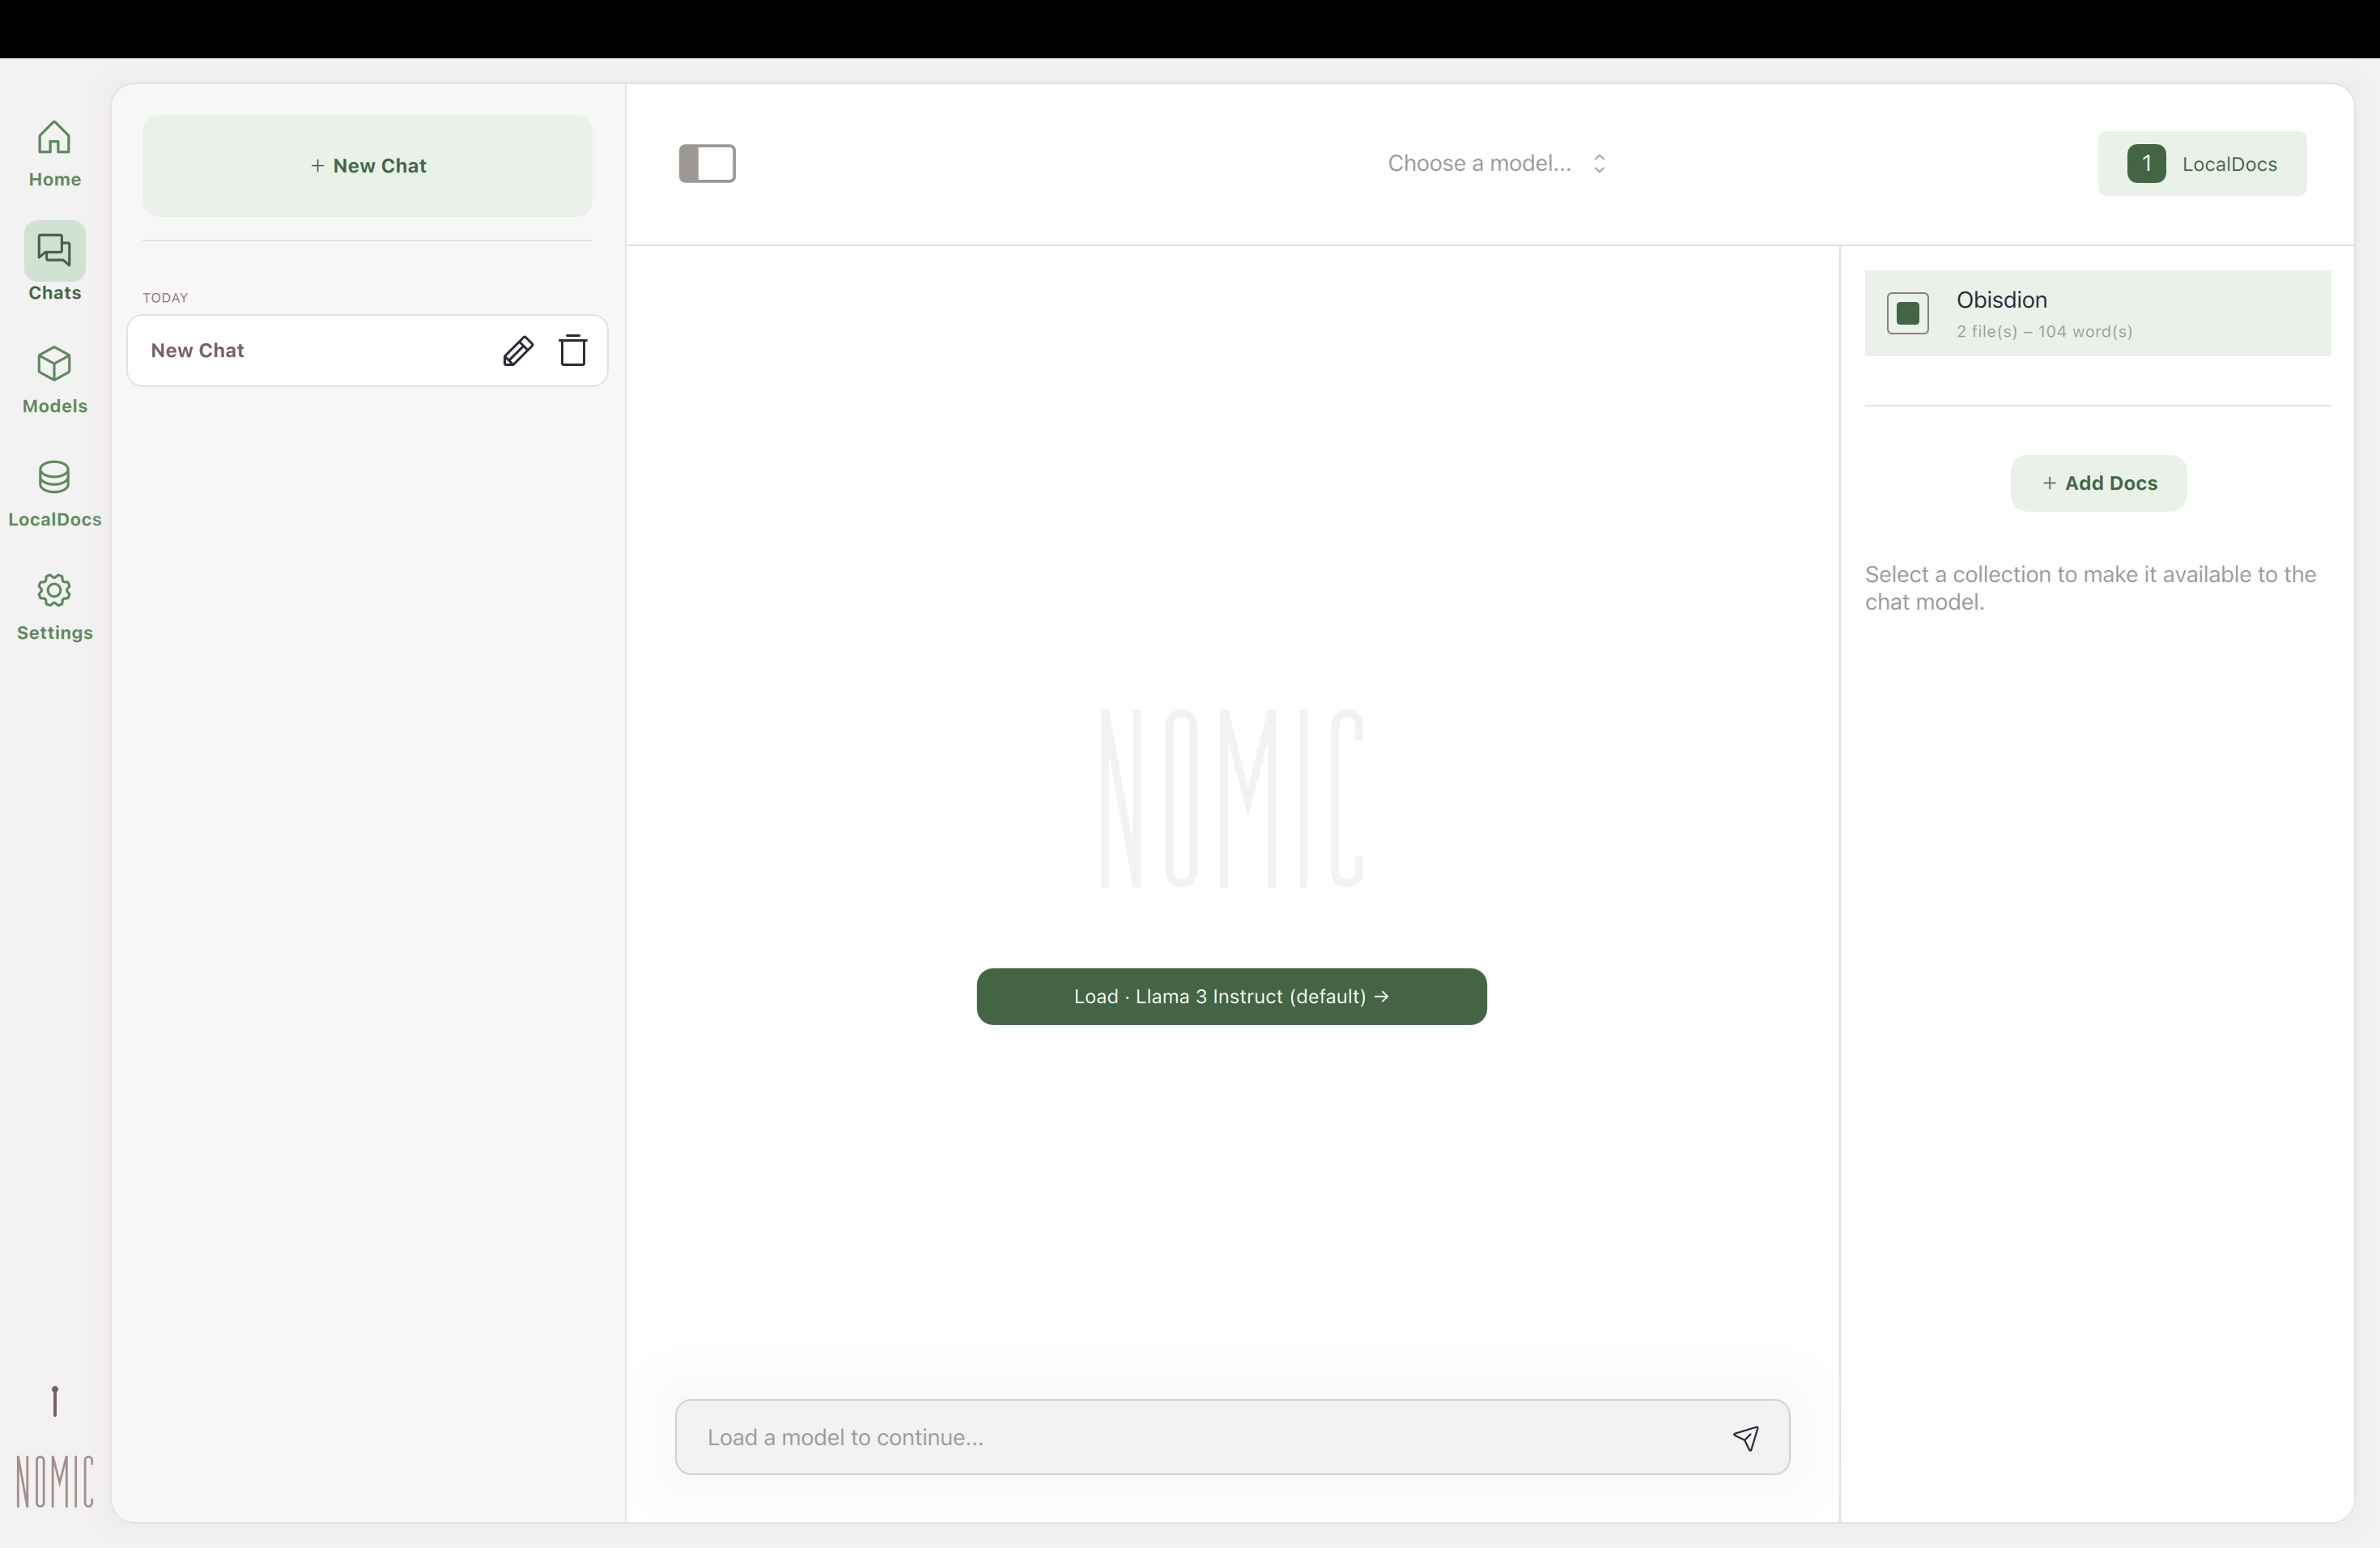 Home
Chats
Models
LocalDocs
Settings
NOMIC
+ New Chat
TODAY
New Chat
Choose a model...
1 LocalDocs
NOMIC
Load · Llama 3 Instruct (default) →
Load a model to continue...
Obisdion
2 file(s) – 104 word(s)
+ Add Docs
Select a collection to make it available to the
chat model.